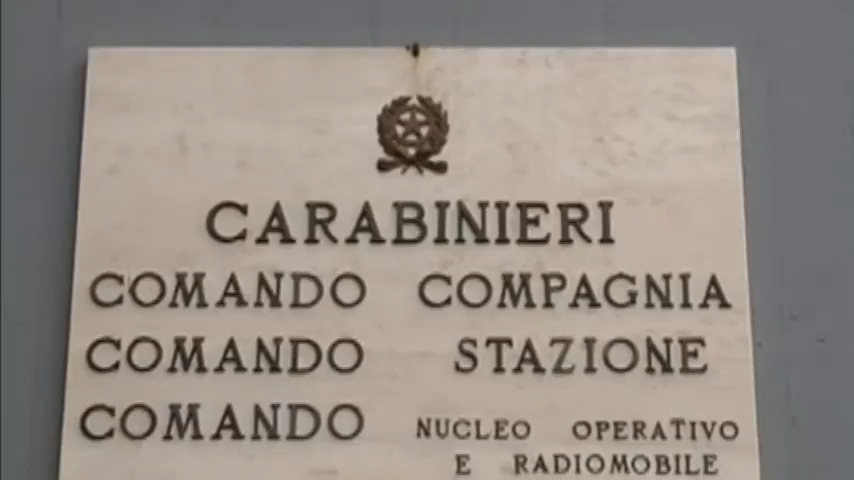 CARABINIERI
COMANDO COMPAGNIA
COMANDO STAZIONE
COMANDO NUCLEO OPERATIVO
E RADIOMOBILE